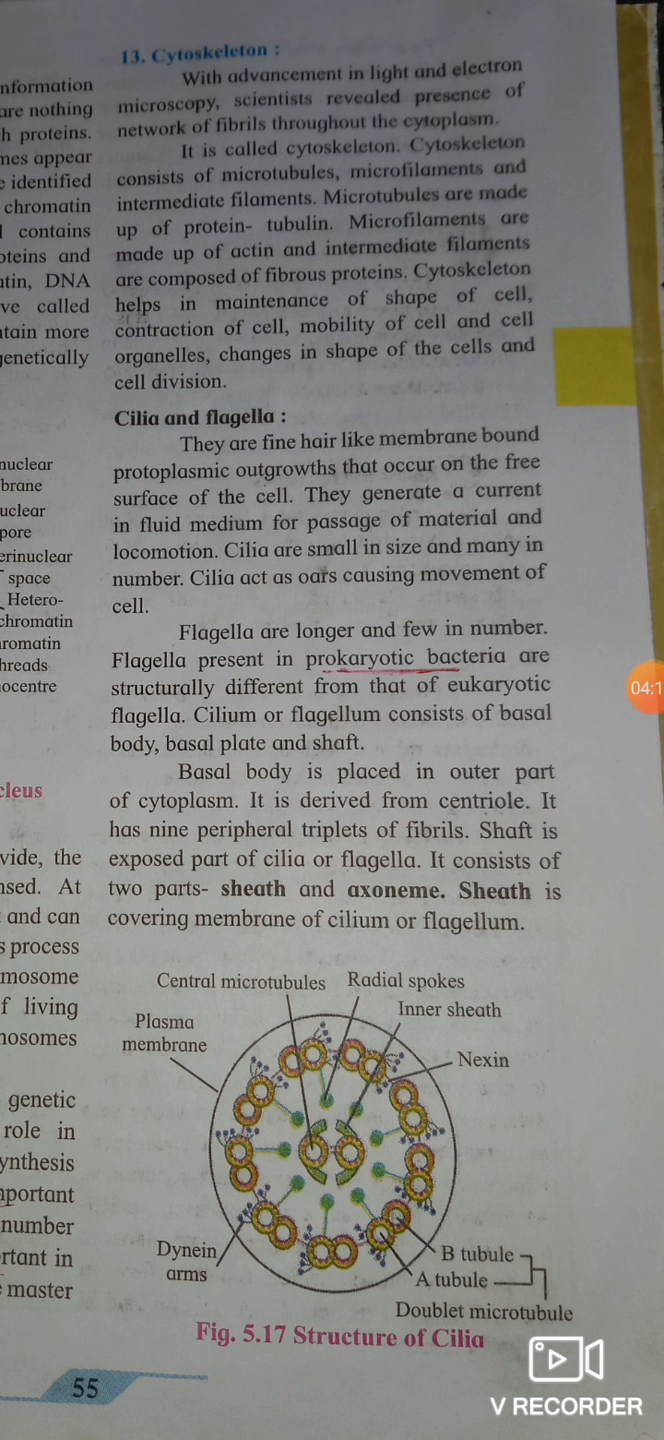 nformation
are nothing
h proteins.
mes appear
e identified
chromatin
contains
oteins and
atin, DNA
ve called
ntain more
genetically
nuclear
brane
uclear
pore
erinuclear
space
Hetero-
chromatin
romatin
hreads
ocentre
cleus
vide, the
nsed. At
and can
s process
mosome
f living
nosomes
genetic
role in
ynthesis
portant
number
rtant in
master
13. Cytoskeleton :
With advancement in light and electron
microscopy, scientists revealed presence of
network of fibrils throughout the cytoplasm.
It is called cytoskeleton. Cytoskeleton
consists of microtubules, microfilaments and
intermediate filaments. Microtubules are made
up of protein- tubulin. Microfilaments are
made up of actin and intermediate filaments
are composed of fibrous proteins. Cytoskeleton
helps in maintenance of shape of cell,
contraction of cell, mobility of cell and cell
organelles, changes in shape of the cells and
cell division.
Cilia and flagella :
They are fine hair like membrane bound
protoplasmic outgrowths that occur on the free
surface of the cell. They generate a current
in fluid medium for passage of material and
locomotion. Cilia are small in size and many in
number. Cilia act as oars causing movement of
cell.
Flagella are longer and few in number.
Flagella present in prokaryotic bacteria are
structurally different from that of eukaryotic
flagella. Cilium or flagellum consists of basal
body, basal plate and shaft.
Basal body is placed in outer part
of cytoplasm. It is derived from centriole. It
has nine peripheral triplets of fibrils. Shaft is
exposed part of cilia or flagella. It consists of
two parts- sheath and axoneme. Sheath is
covering membrane of cilium or flagellum.
Central microtubules
Radial spokes
Inner sheath
Plasma
membrane
Nexin
Dynein
arms
B tubule
A tubule
Doublet microtubule
Fig. 5.17 Structure of Cilia
55
04:1
V RECORDER